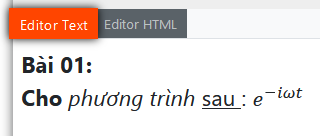 Editor Text Editor HTML
Bài 01:
Cho phương trình sau : e^{-iωt}